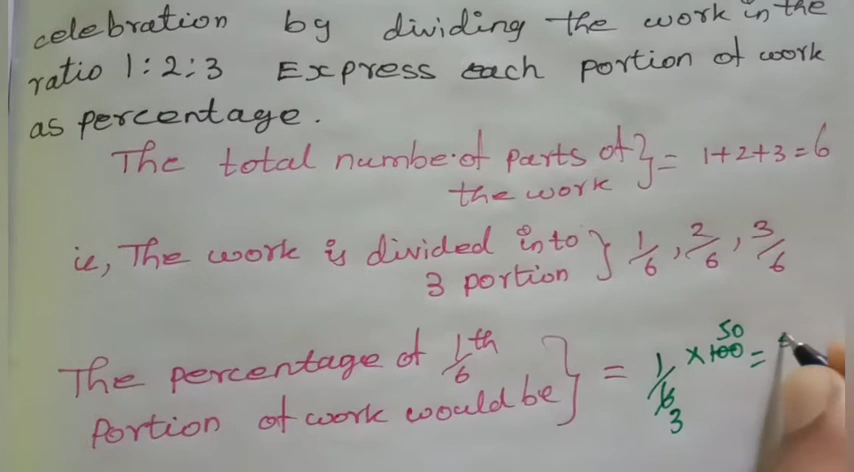 celebration by dividing the work in the
ratio 1:2:3 Express each portion of work
as percentage.
The total number of parts of } = 1+2+3=6
the work
ie, The work is divided into } 1/6, 2/6, 3/6
3 portion
The percentage of 1/6 th } = 1/6 × 100 =
50
3
Portion of work would be